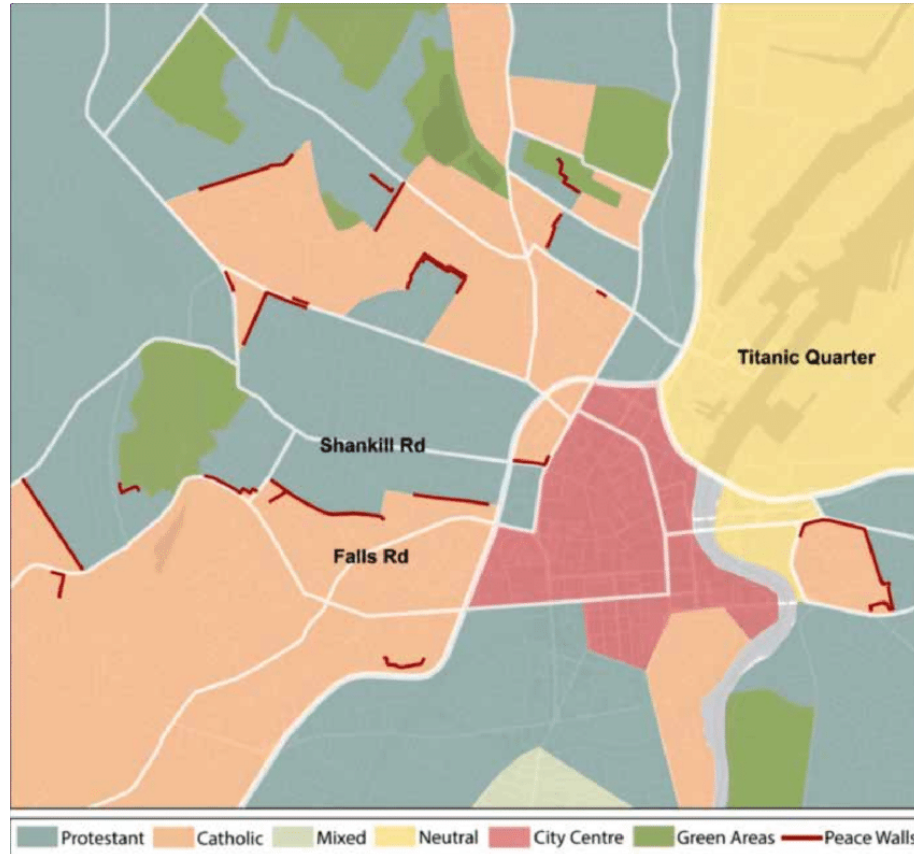 Titanic Quarter
Shankill Rd
Falls Rd
Protestant Catholic Mixed Neutral City Centre Green Areas Peace Walls